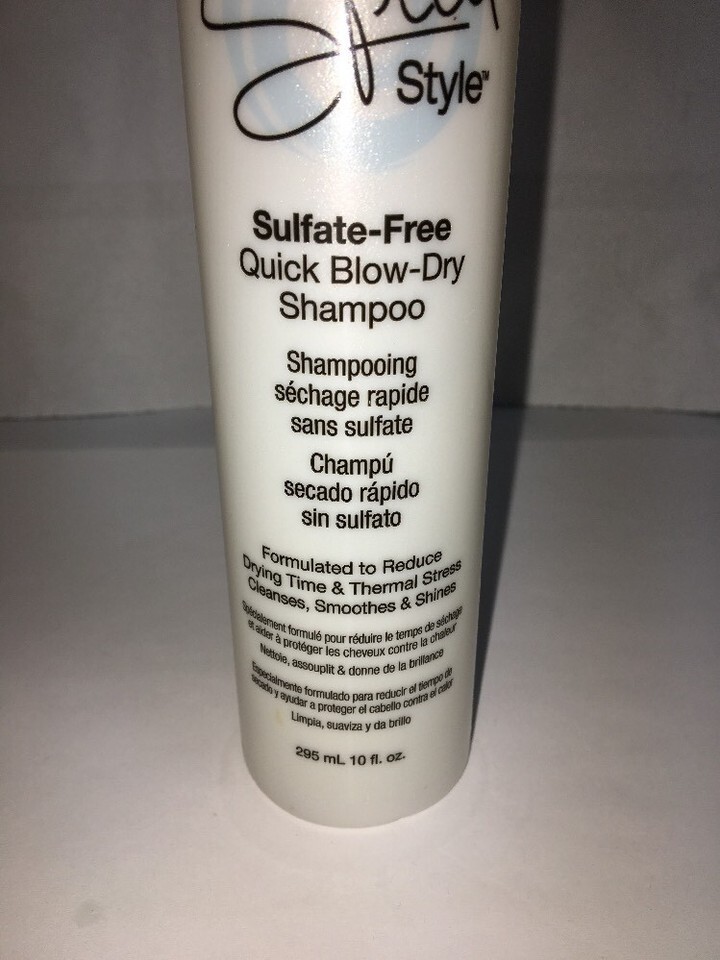 Style™
Sulfate-Free
Quick Blow-Dry
Shampoo
Shampooing
séchage rapide
sans sulfate
Champú
secado rápido
sin sulfato
Formulated to Reduce
Drying Time & Thermal Stress
Cleanses, Smoothes & Shines
Spécialement formulé pour réduire le temps de séchage
et aider à protéger les cheveux contre la chaleur
Nettoie, assouplit & donne de la brillance
Especialmente formulado para reducir el tiempo de
secado y ayudar a proteger el cabello contra el calor
Limpia, suaviza y da brillo
295 mL 10 fl. oz.